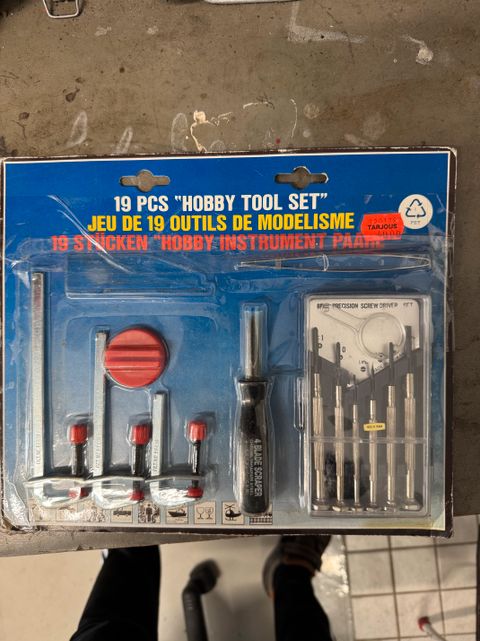 19 PCS "HOBBY TOOL SET"
JEU DE 19 OUTILS DE MODELISME
19 STÜCKEN "HOBBY INSTRUMENT PAAR"
TARJOUS
PET
PRECISION SCREW DRIVER SET
4 BLADE SCRAPER